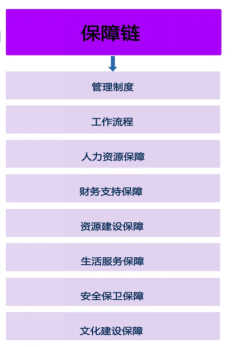 保障链
管理制度
工作流程
人力资源保障
财务支持保障
资源建设保障
生活服务保障
安全保卫保障
文化建设保障